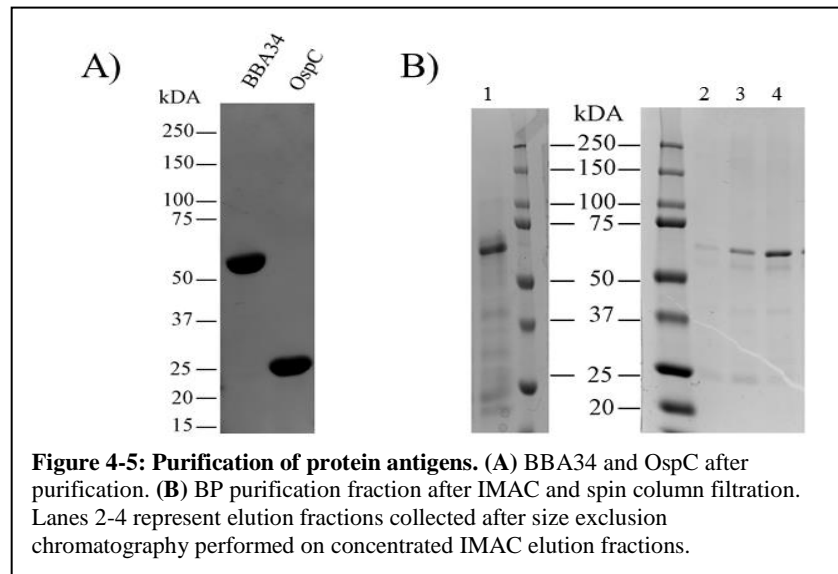 A)
BBA34
OspC
kDA
250
150
100
75
50
37
25
20
15
B)
1
kDA
2 3 4
250
150
100
75
50
37
25
20
Figure 4-5: Purification of protein antigens. (A) BBA34 and OspC after
purification. (B) BP purification fraction after IMAC and spin column filtration.
Lanes 2-4 represent elution fractions collected after size exclusion
chromatography performed on concentrated IMAC elution fractions.